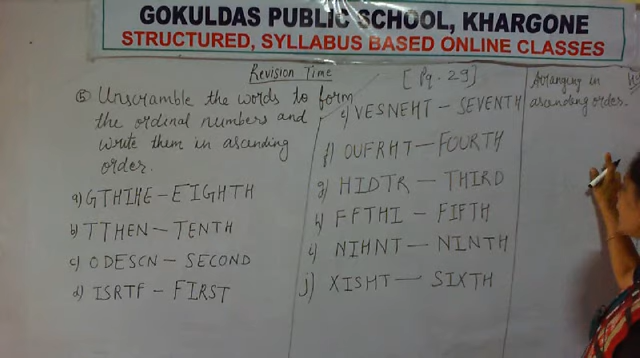 GOKULDAS PUBLIC SCHOOL, KHARGONE
STRUCTURED, SYLLABUS BASED ONLINE CLASSES
Revision Time
[Pg. 29]
⑤ Unscramble the words to form
the ordinal numbers and
write them in ascending
order.
a) GTHIHE - EIGHTH
b) TTHEN - TENTH
c) ODESCN - SECOND
d) ISRTF - FIRST
e) VESNEHT - SEVENTH
f) OUFRHT - FOURTH
g) HIDTR - THIRD
h) FFTHI - FIFTH
i) NIHNT - NINTH
j) XISHT - SIXTH
Arranging in
ascending order.